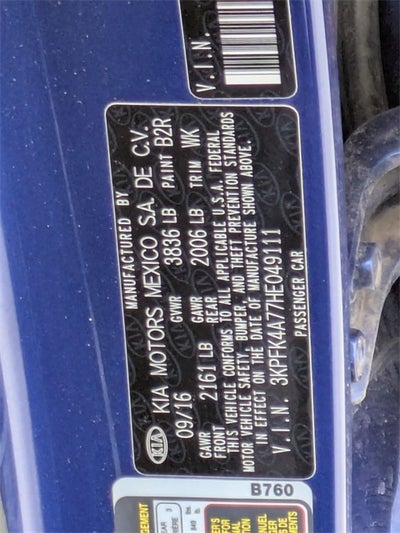 V.I.N.
MANUFACTURED BY
KIA KIA MOTORS MEXICO S.A. DE C.V.
09/16 GVWR 3836 LB PAINT B2R
GAWR FRONT 2161 LB GAWR REAR 2006 LB TRIM WK
THIS VEHICLE CONFORMS TO ALL APPLICABLE U.S.A. FEDERAL
MOTOR VEHICLE SAFETY, BUMPER, AND THEFT PREVENTION STANDARDS
IN EFFECT ON THE DATE OF MANUFACTURE SHOWN ABOVE.
V.I.N. 3KPFK4A77HE049111
PASSENGER CAR
B760